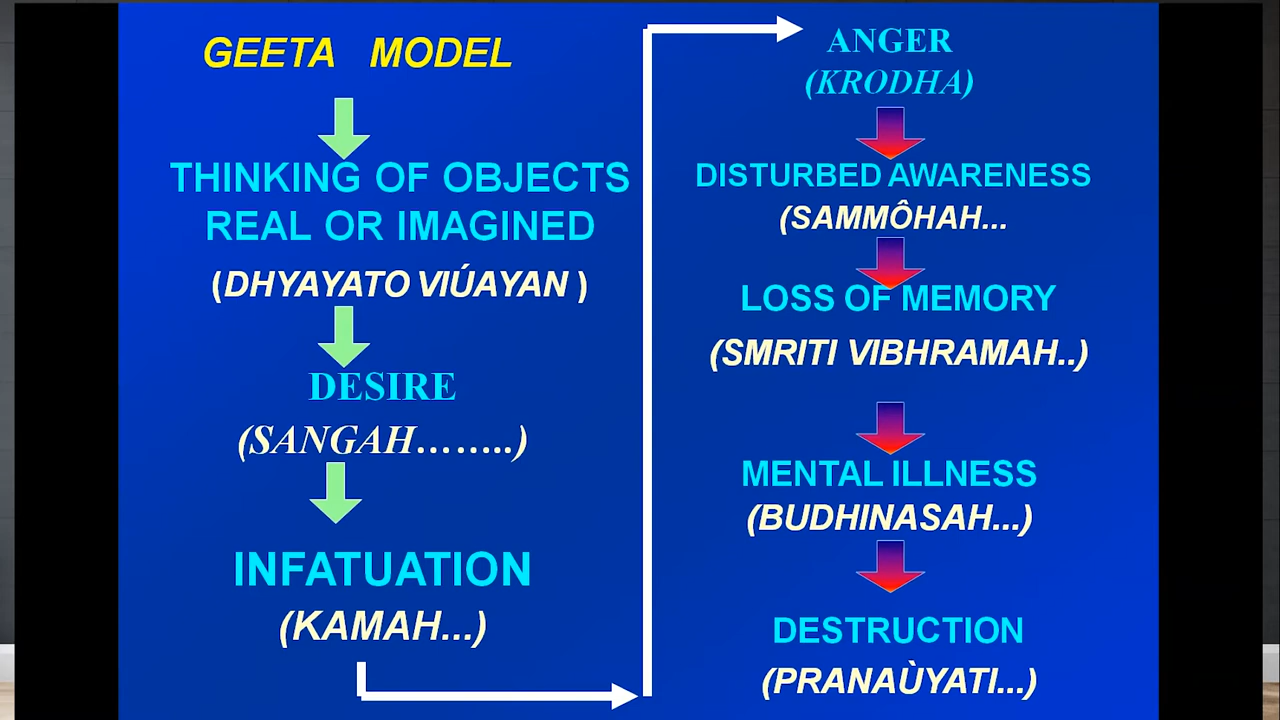 GEETA MODEL
THINKING OF OBJECTS
REAL OR IMAGINED
(DHYAYATO VIÚAYAN )
DESIRE
(SANGAH……..)
INFATUATION
(KAMAH...)
ANGER
(KRODHA)
DISTURBED AWARENESS
(SAMMÔHAH...
LOSS OF MEMORY
(SMRITI VIBHRAMAH..)
MENTAL ILLNESS
(BUDHINASAH...)
DESTRUCTION
(PRANAÙYATI...)